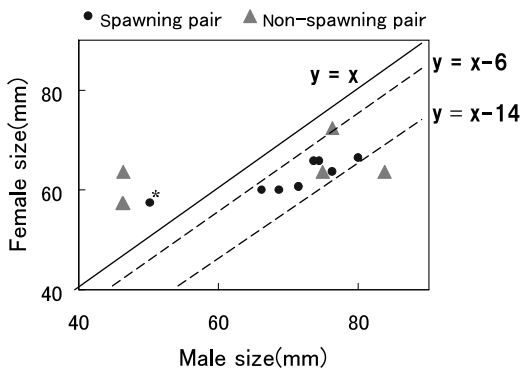 ● Spawning pair ▲ Non-spawning pair
y = x
y = x-6
y = x-14
90
80
60
40
*
40 60 80
Female size(mm)
Male size(mm)